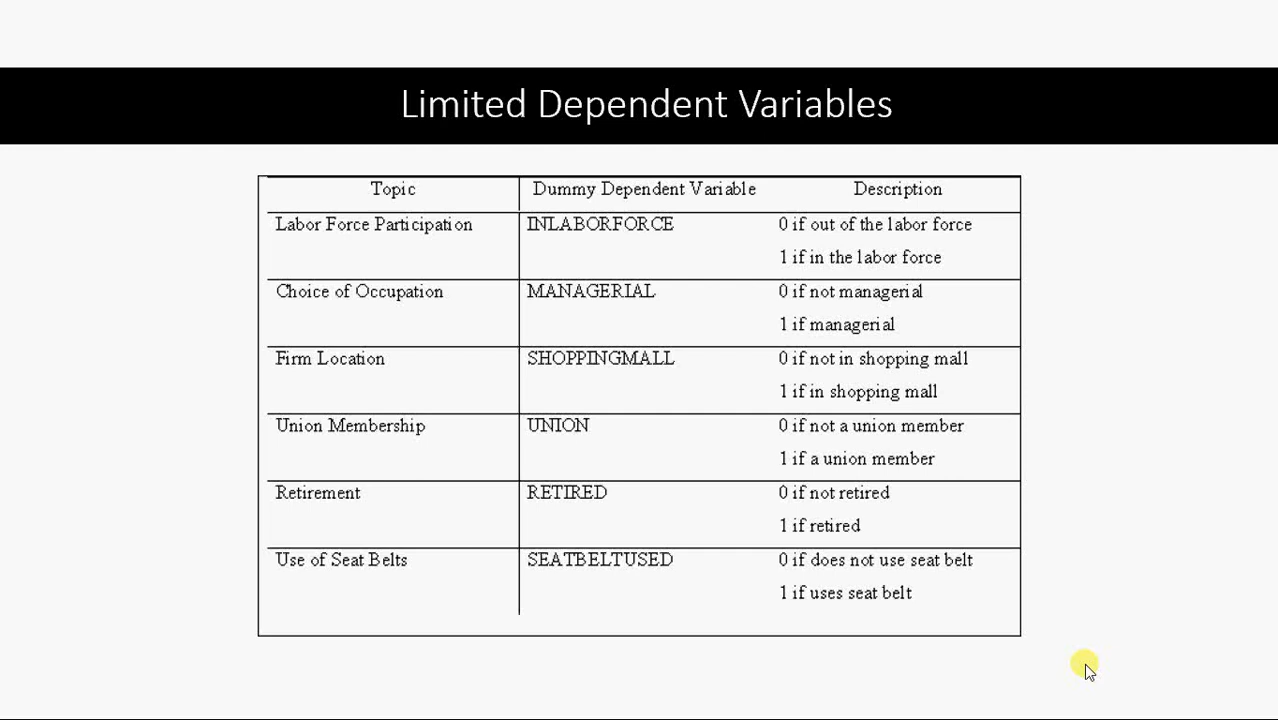 Limited Dependent Variables
Topic Dummy Dependent Variable Description
Labor Force Participation INLABORFORCE 0 if out of the labor force
1 if in the labor force
Choice of Occupation MANAGERIAL 0 if not managerial
1 if managerial
Firm Location SHOPPINGMALL 0 if not in shopping mall
1 if in shopping mall
Union Membership UNION 0 if not a union member
1 if a union member
Retirement RETIRED 0 if not retired
1 if retired
Use of Seat Belts SEATBELTUSED 0 if does not use seat belt
1 if uses seat belt